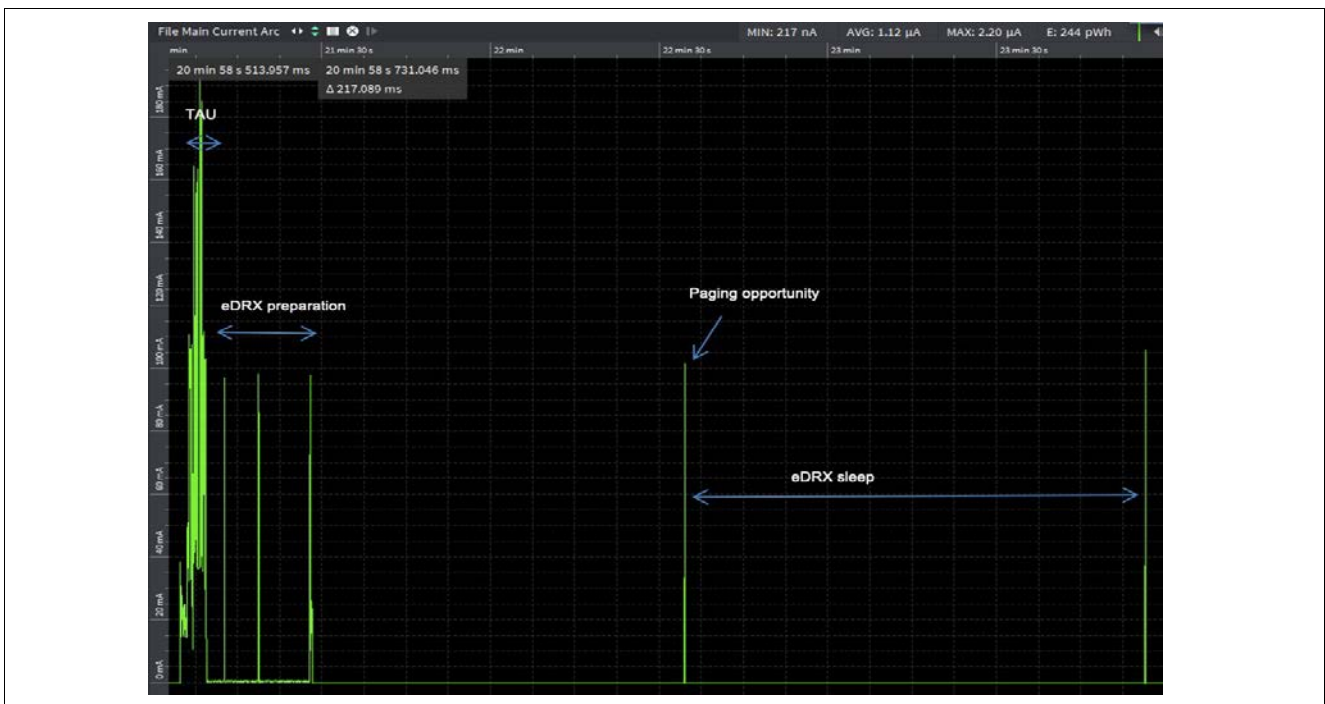 File Main Current Arc MIN: 217 nA AVG: 1.12 µA MAX: 2.20 µA E: 244 pWh
min 21 min 30 s 22 min 22 min 30 s 23 min 23 min 30 s
20 min 58 s 513.957 ms 20 min 58 s 731.046 ms
Δ 217.089 ms
180 mA
TAU
160 mA
140 mA
120 mA
Paging opportunity
eDRX preparation
100 mA
80 mA
60 mA
eDRX sleep
40 mA
20 mA
0 mA